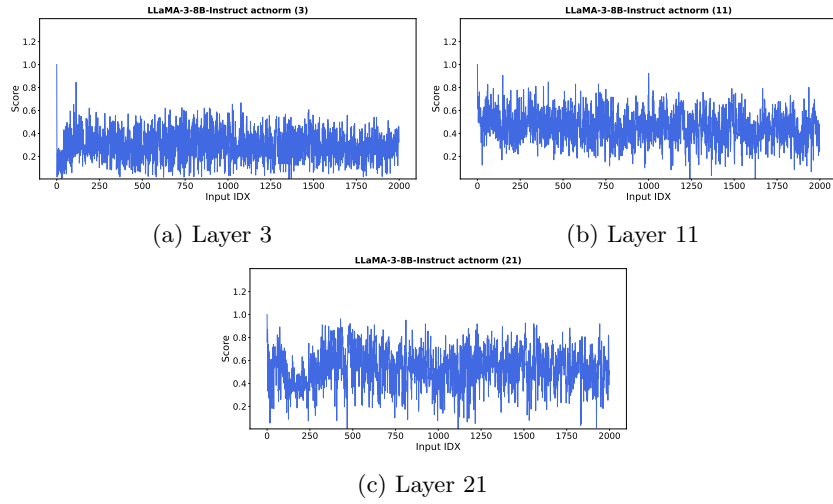 LLaMA-3-8B-Instruct actnorm (3)
1.4
1.2
1.0
0.8
0.6
0.4
0.2
Score
0 250 500 750 1000 1250 1500 1750 2000
Input IDX
(a) Layer 3
LLaMA-3-8B-Instruct actnorm (11)
1.4
1.2
1.0
0.8
0.6
0.4
0.2
Score
0 250 500 750 1000 1250 1500 1750 2000
Input IDX
(b) Layer 11
LLaMA-3-8B-Instruct actnorm (21)
1.2
1.0
0.8
0.6
0.4
0.2
Score
0 250 500 750 1000 1250 1500 1750 2000
Input IDX
(c) Layer 21